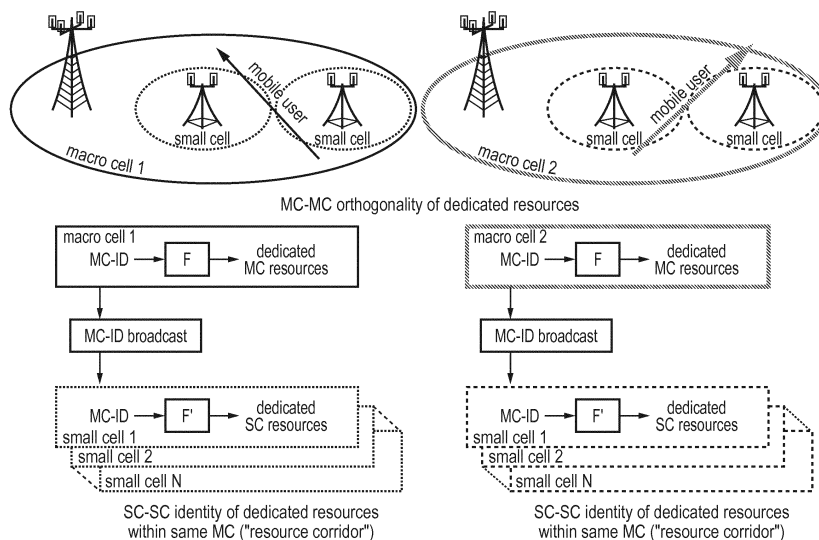 mobile user
small cell
small cell
macro cell 1
mobile user
small cell
small cell
macro cell 2
MC-MC orthogonality of dedicated resources
macro cell 1
MC-ID
F
dedicated
MC resources
MC-ID broadcast
MC-ID
F'
dedicated
SC resources
small cell 1
small cell 2
small cell N
SC-SC identity of dedicated resources
within same MC ("resource corridor")
macro cell 2
MC-ID
F
dedicated
MC resources
MC-ID broadcast
MC-ID
F'
dedicated
SC resources
small cell 1
small cell 2
small cell N
SC-SC identity of dedicated resources
within same MC ("resource corridor")